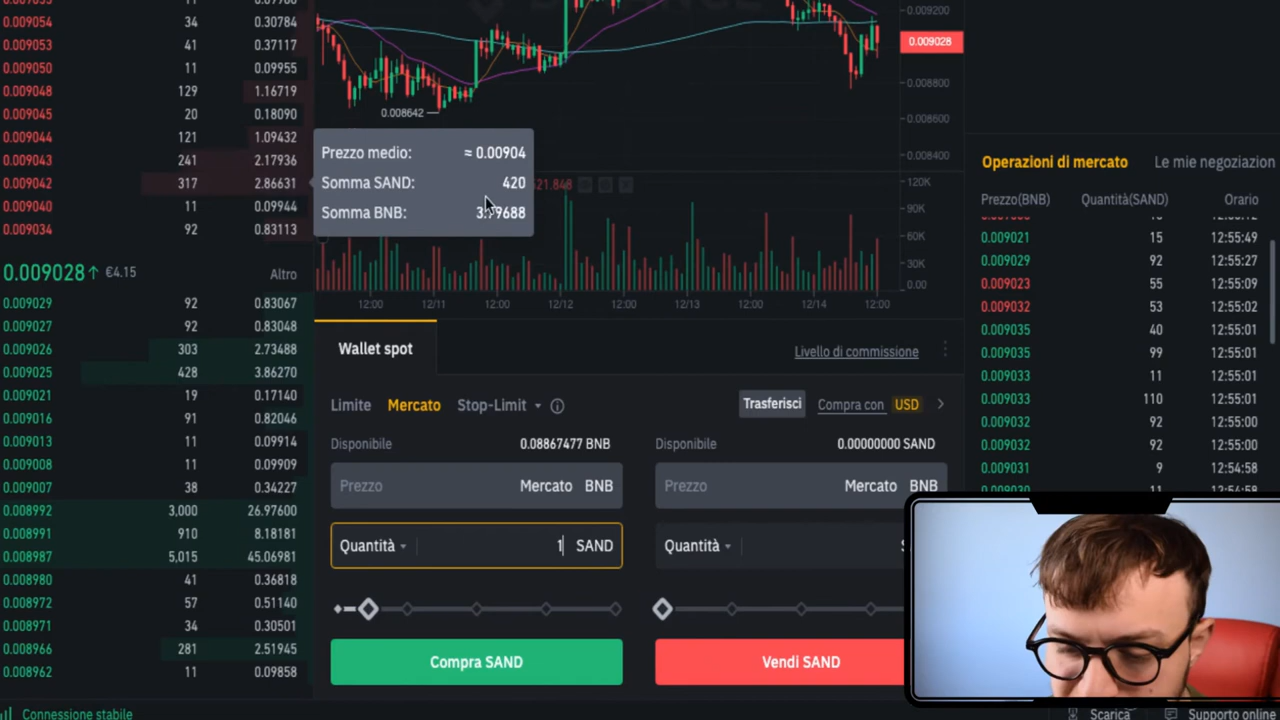 0.009054 34 0.30784
0.009053 41 0.37117
0.009050 11 0.09955
0.009048 129 1.16719
0.009045 20 0.18090
0.009044 121 1.09432
0.009043 241 2.17936
0.009042 317 2.86631
0.009040 11 0.09944
0.009034 92 0.83113
0.009028↑ €4.15 Altro
0.009029 92 0.83067
0.009027 92 0.83048
0.009026 303 2.73488
0.009025 428 3.86270
0.009021 19 0.17140
0.009016 91 0.82046
0.009013 11 0.09914
0.009008 11 0.09909
0.009007 38 0.34227
0.008992 3,000 26.97600
0.008991 910 8.18181
0.008987 5,015 45.06981
0.008980 41 0.36818
0.008972 57 0.51140
0.008971 34 0.30501
0.008966 281 2.51945
0.008962 11 0.09858
Connessione stabile
0.009200
0.009028
0.008800
0.008642
0.008600
0.008400
Prezzo medio: ≈ 0.00904
Somma SAND: 420
Somma BNB:
120K
90K
60K
30K
0.00
12:00 12/11 12:00 12/12 12:00 12/13 12:00 12/14 12:00
Wallet spot
Livello di commissione
Limite Mercato Stop-Limit
Trasferisci Compra con USD
Disponibile 0.08867477 BNB
Prezzo Mercato BNB
Quantità 1 SAND
Compra SAND
Disponibile 0.00000000 SAND
Prezzo Mercato BNB
Quantità
Vendi SAND
Operazioni di mercato Le mie negoziazion
Prezzo(BNB) Quantità(SAND) Orario
0.009021 15 12:55:49
0.009029 92 12:55:27
0.009023 55 12:55:09
0.009032 53 12:55:02
0.009035 40 12:55:01
0.009035 99 12:55:01
0.009033 11 12:55:01
0.009033 110 12:55:01
0.009032 92 12:55:00
0.009032 92 12:55:00
0.009031 9 12:54:58
Scarica Supporto online